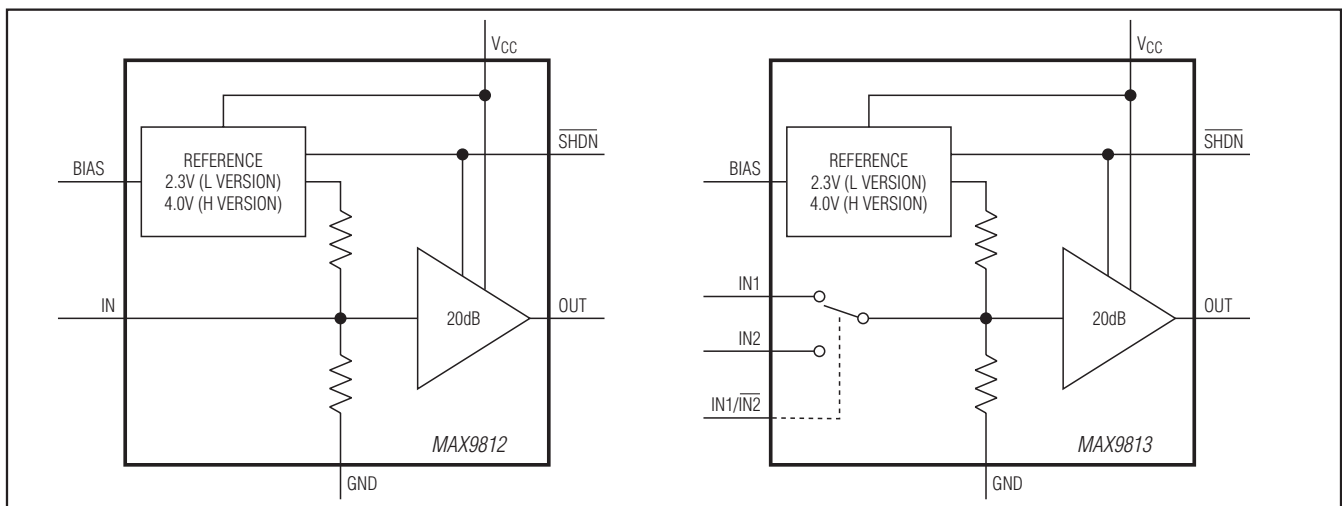 VCC
SHDN
BIAS
REFERENCE
2.3V (L VERSION)
4.0V (H VERSION)
IN
20dB
OUT
MAX9812
GND
VCC
SHDN
BIAS
REFERENCE
2.3V (L VERSION)
4.0V (H VERSION)
IN1
IN2
IN1/IN2
20dB
OUT
MAX9813
GND